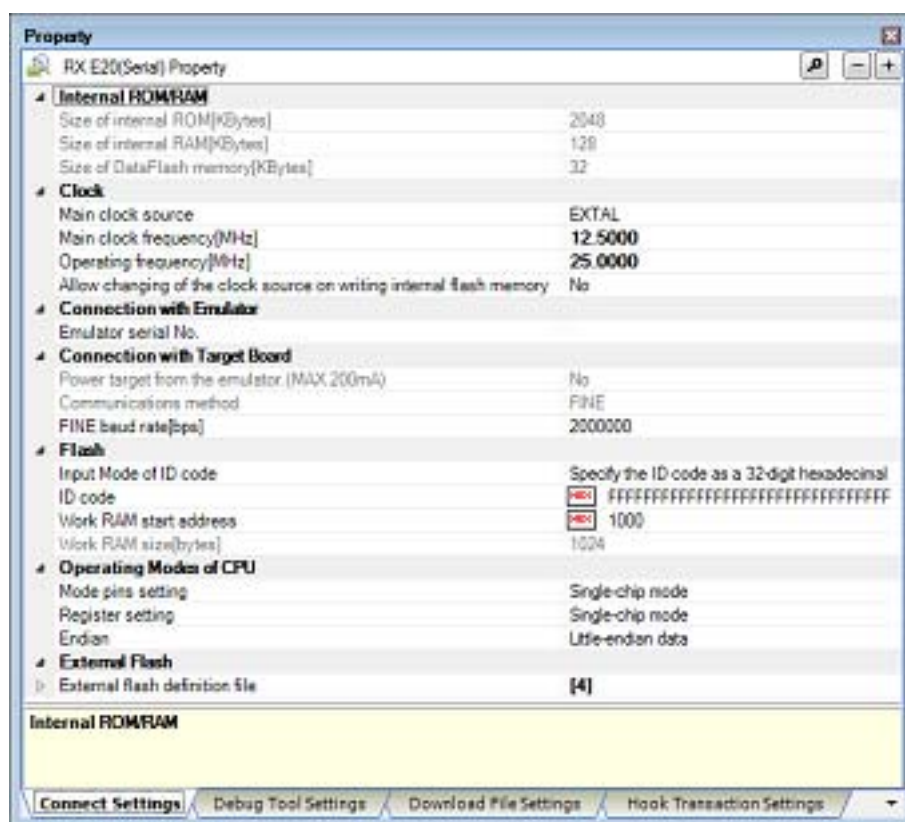 Property
RX E20(Serial) Property
Internal ROM/RAM
Size of internal ROM[KBytes] 2048
Size of internal RAM[KBytes] 128
Size of DataFlash memory[KBytes] 32
Clock
Main clock source EXTAL
Main clock frequency[MHz] 12.5000
Operating frequency[MHz] 25.0000
Allow changing of the clock source on writing internal flash memory No
Connection with Emulator
Emulator serial No.
Connection with Target Board
Power target from the emulator.(MAX 200mA) No
Communications method FINE
FINE baud rate[bps] 2000000
Flash
Input Mode of ID code Specify the ID code as a 32-digit hexadecimal
ID code HEX FFFFFFFFFFFFFFFFFFFFFFFFFFFFFFFF
Work RAM start address HEX 1000
Work RAM size[bytes] 1024
Operating Modes of CPU
Mode pins setting Single-chip mode
Register setting Single-chip mode
Endian Little-endian data
External Flash
External flash definition file [4]
Internal ROM/RAM
Connect Settings Debug Tool Settings Download File Settings Hook Transaction Settings